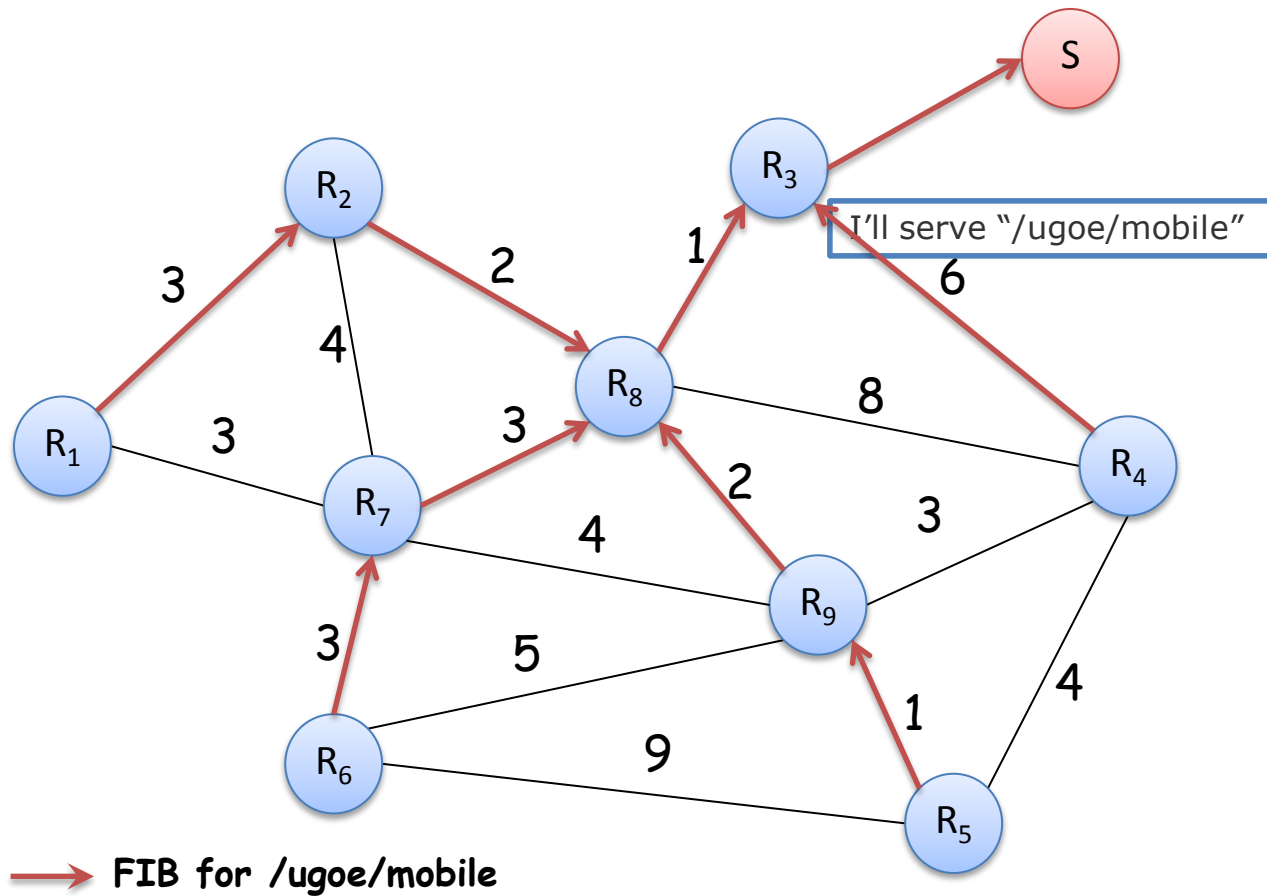 S
R3
R2
I’ll serve “/ugoe/mobile”
1
6
2
3
4
R8
8
3
3
R1
R4
R7
2
3
4
R9
3
5
4
1
9
R6
R5
FIB for /ugoe/mobile